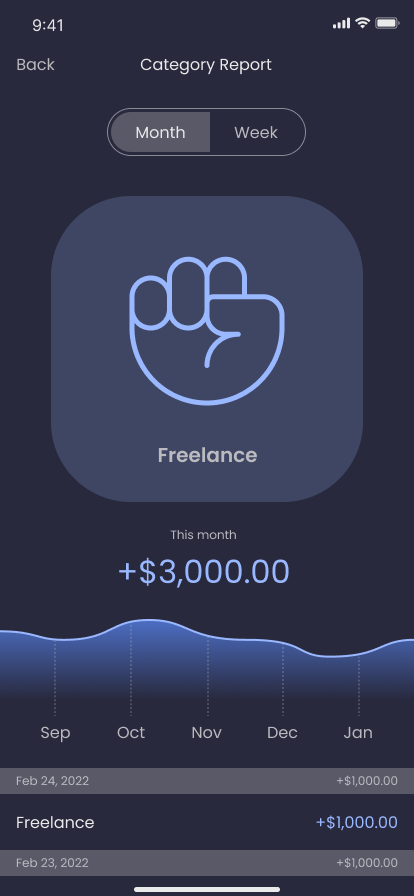 9:41
Back Category Report
Month Week
Freelance
This month
+$3,000.00
Sep Oct Nov Dec Jan
Feb 24, 2022 +$1,000.00
Freelance +$1,000.00
Feb 23, 2022 +$1,000.00